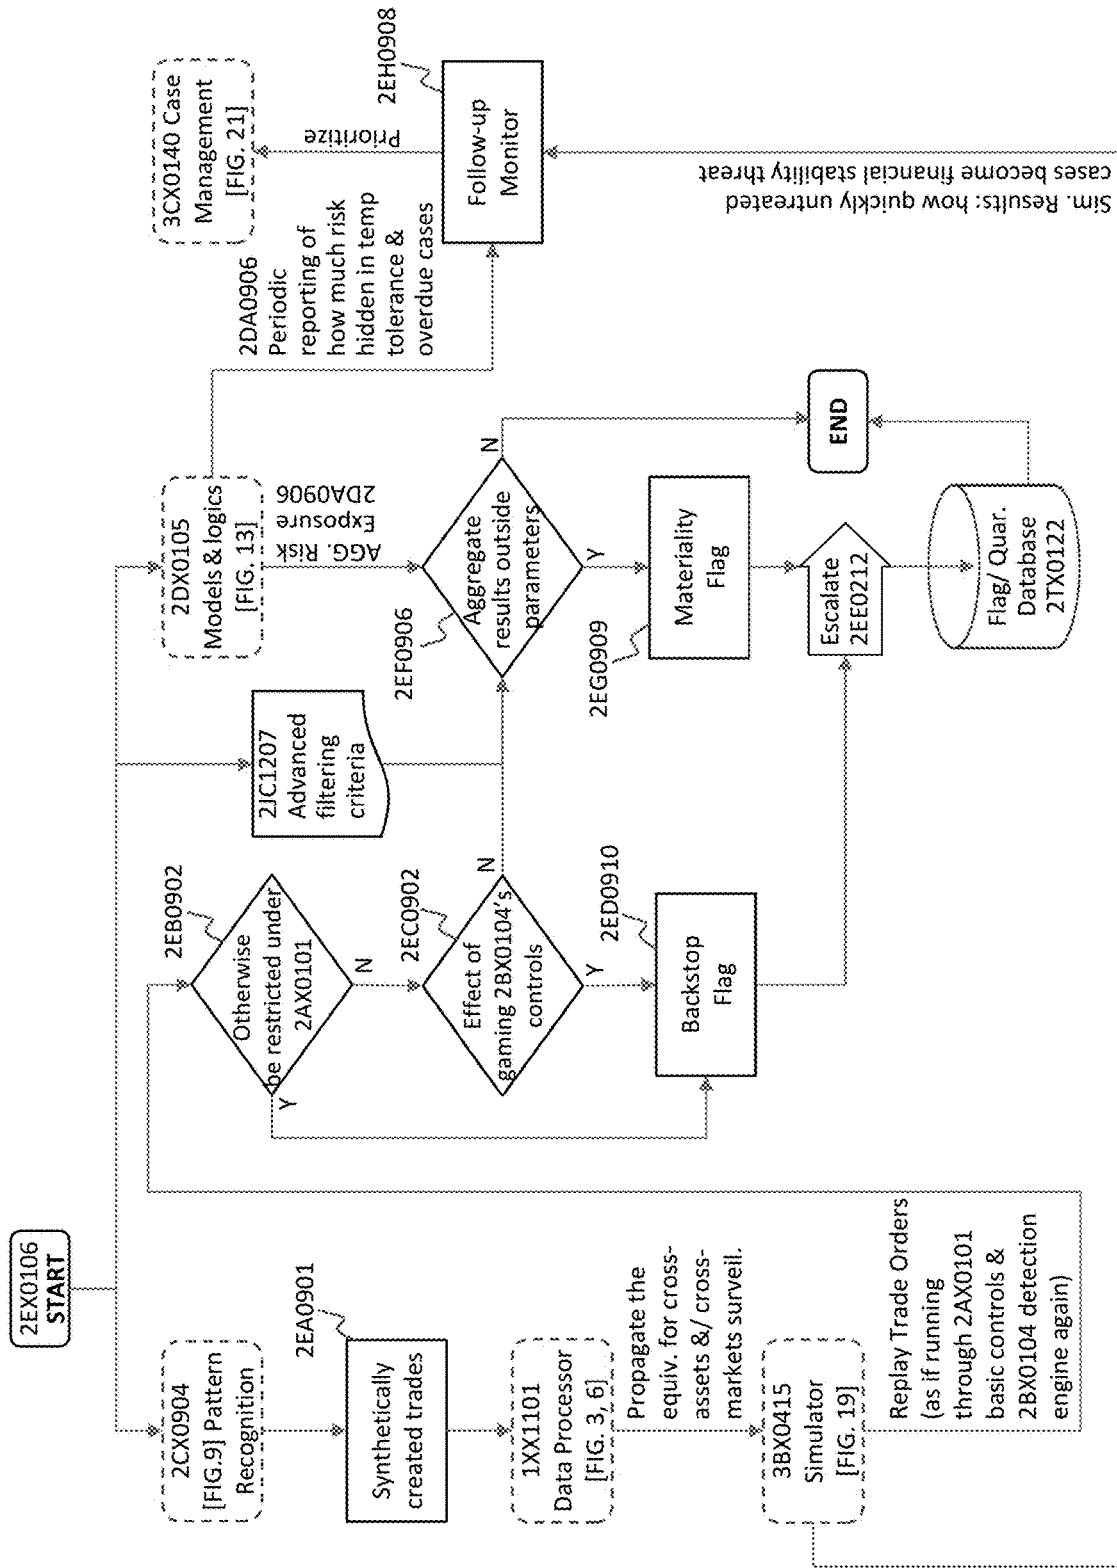 2EX0106
START
2CX0904
[FIG.9] Pattern
Recognition
2EA0901
Synthetically
created trades
1XX1101
Data Processor
[FIG. 3, 6]
Propagate the
equiv. for cross-
assets &/ cross-
markets surveil.
3BX0415
Simulator
[FIG. 19]
Replay Trade Orders
(as if running
through 2AX0101
basic controls &
2BX0104 detection
engine again)
2EB0902
Otherwise
be restricted under
2AX0101
Y
N
2EC0902
Effect of
gaming 2BX0104's
controls
N
Y
2ED0910
Backstop
Flag
2JC1207
Advanced
filtering
criteria
2DX0105
Models & logics
[FIG. 13]
AGG. Risk
Exposure
2DA0906
2EF0906
Aggregate
results outside
parameters
N
Y
2EG0909
Materiality
Flag
Escalate
2EE0212
Flag/ Quar.
Database
2TX0122
END
2DA0906
Periodic
reporting of
how much risk
hidden in temp
tolerance &
overdue cases
3CX0140 Case
Management
[FIG. 21]
Prioritize
2EH0908
Follow-up
Monitor
Sim. Results: how quickly untreated
cases become financial stability threat